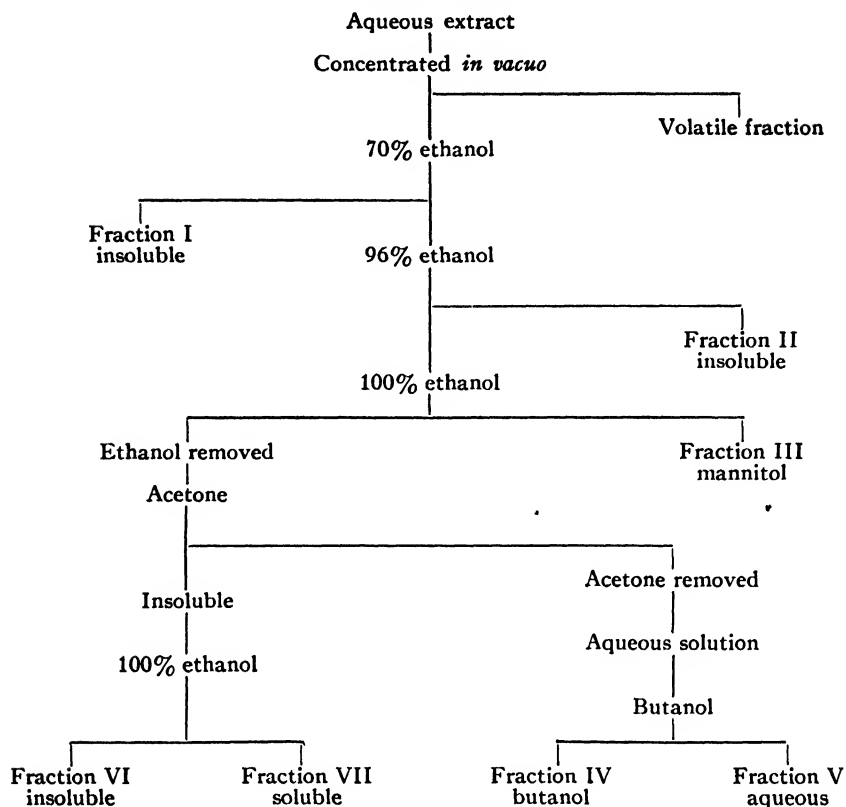 Aqueous extract
Concentrated in vacuo
Volatile fraction
70% ethanol
Fraction I
insoluble
96% ethanol
Fraction II
insoluble
100% ethanol
Ethanol removed
Fraction III
mannitol
Acetone
Acetone removed
Insoluble
Aqueous solution
100% ethanol
Butanol
Fraction VI
insoluble
Fraction VII
soluble
Fraction IV
butanol
Fraction V
aqueous